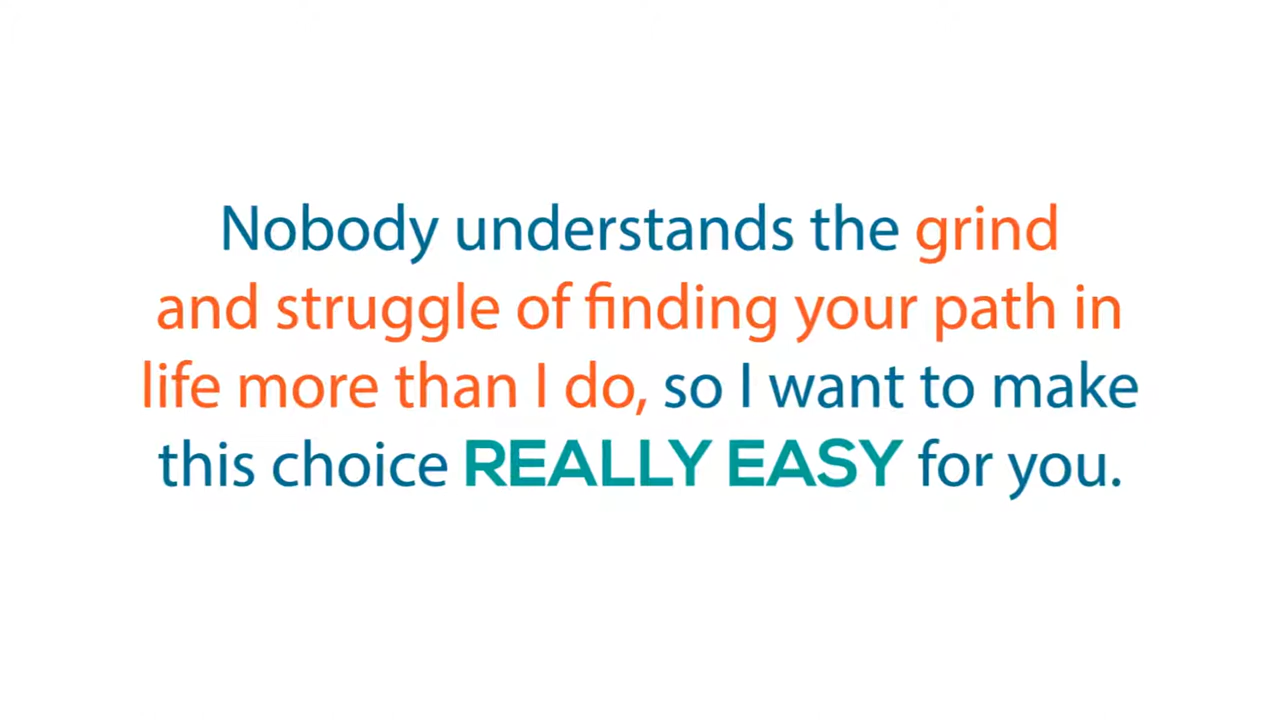 Nobody understands the grind
and struggle of finding your path in
life more than I do, so I want to make
this choice REALLY EASY for you.